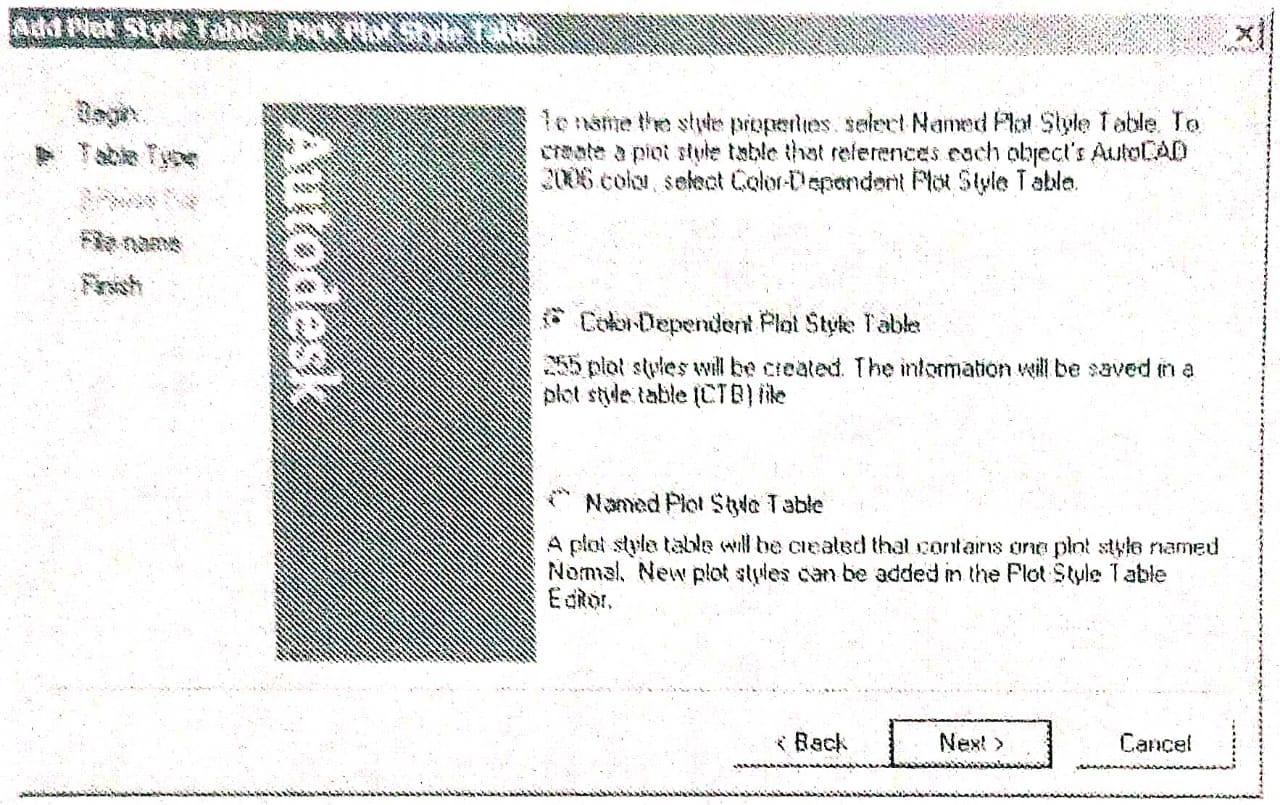 Add Plot Style Table - Pick Plot Style Table
Begin
Table Type
File name
Finish
Autodesk
To name the style properties, select Named Plot Style Table. To
create a plot style table that references each object's AutoCAD
2006 color, select Color-Dependent Plot Style Table.
Color-Dependent Plot Style Table
255 plot styles will be created. The information will be saved in a
plot style table (CTB) file
Named Plot Style Table
A plot style table will be created that contains one plot style named
Normal. New plot styles can be added in the Plot Style Table
Editor.
< Back
Next >
Cancel